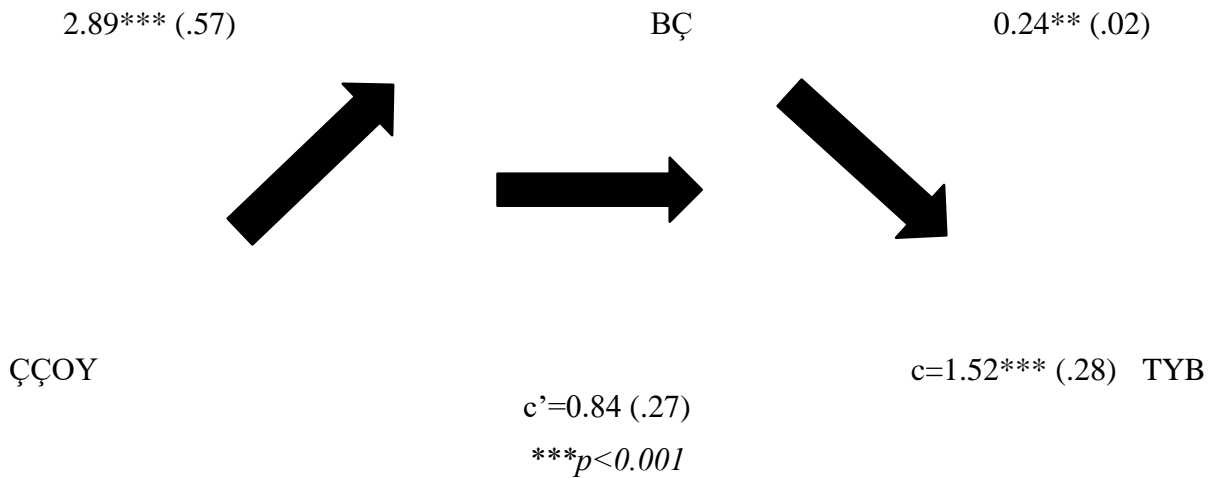 2.89*** (.57) BÇ 0.24** (.02)
ÇÇOY c=1.52*** (.28) TYB
c’=0.84 (.27)
***p<0.001